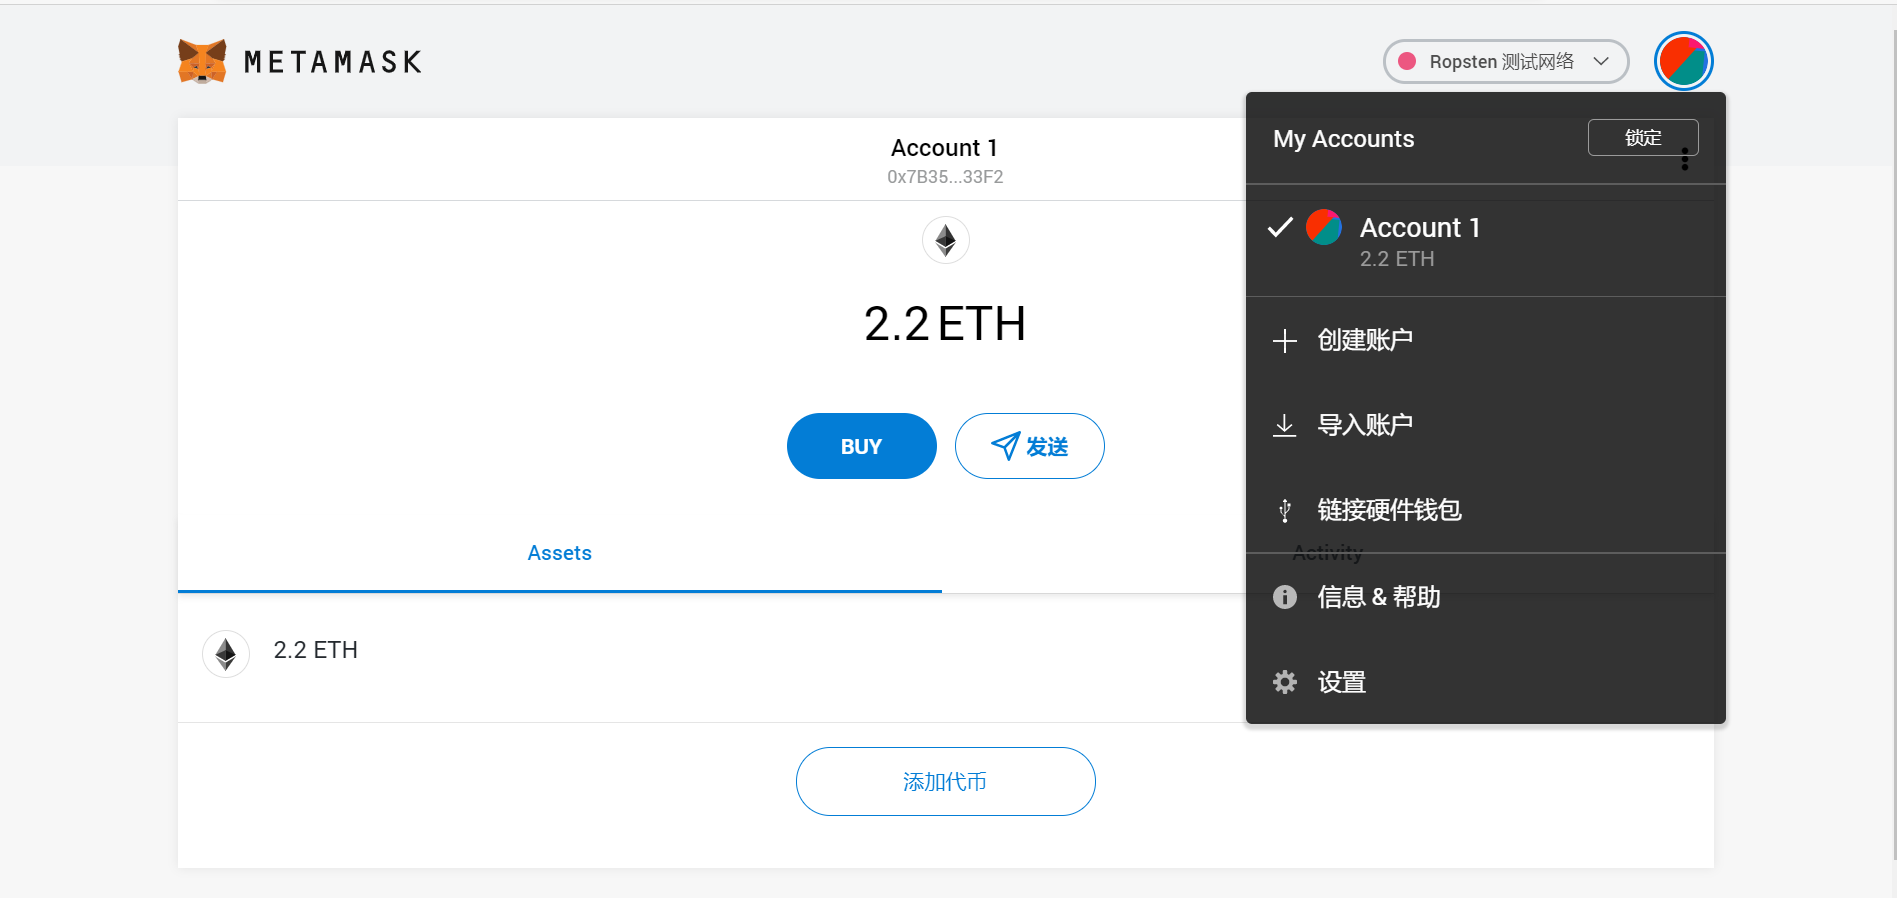 METAMASK
Ropsten 测试网络
Account 1
0x7B35...33F2
2.2 ETH
BUY
发送
Assets
Activity
2.2 ETH
添加代币
My Accounts
锁定
Account 1
2.2 ETH
创建账户
导入账户
链接硬件钱包
信息 & 帮助
设置